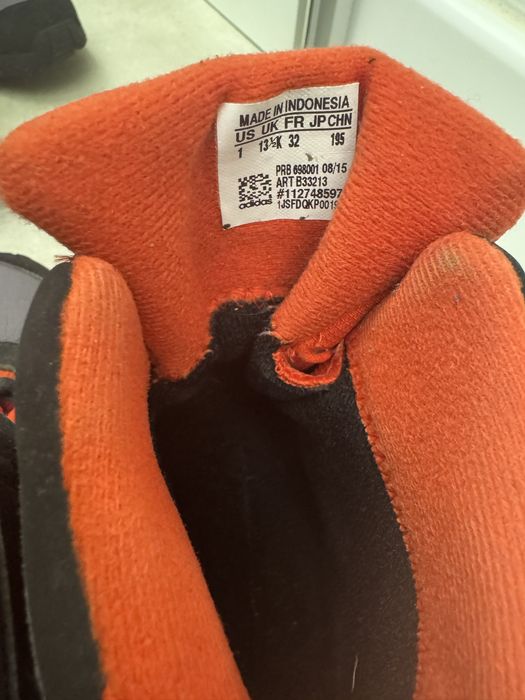 MADE IN INDONESIA
US UK FR JP CHN
1 13½K 32 195
PRB 698001 08/15
ART B33213
#112748597
adidas 1JSFDQKP0019